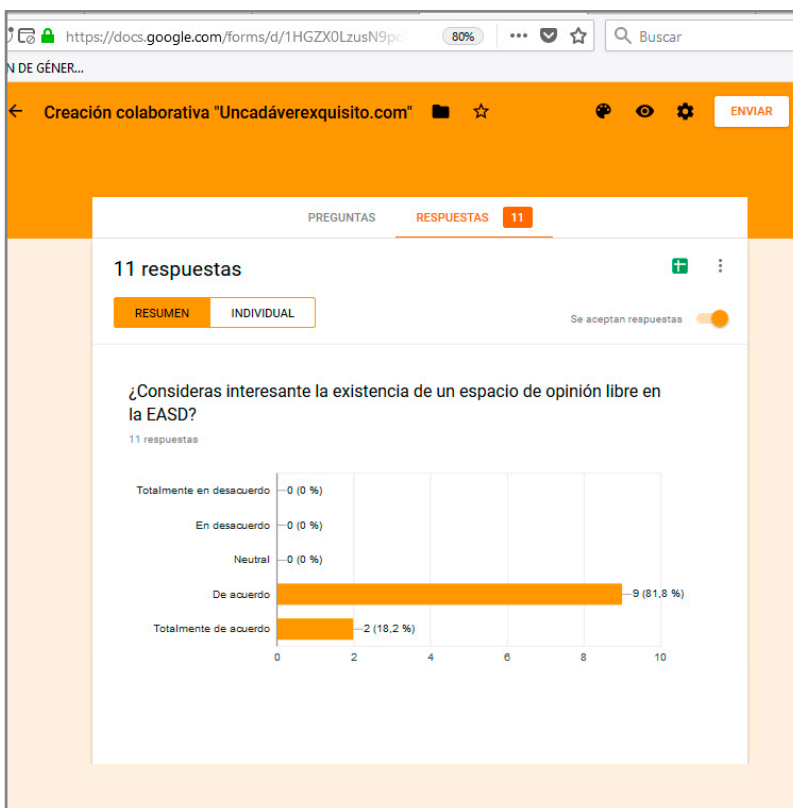 https://docs.google.com/forms/d/1HGZX0LzusN9pc 80% Buscar
N DE GÉNER...
Creación colaborativa "Uncadáverexquisito.com" ENVIAR
PREGUNTAS RESPUESTAS 11
11 respuestas
RESUMEN INDIVIDUAL
Se aceptan respuestas
¿Consideras interesante la existencia de un espacio de opinión libre en
la EASD?
11 respuestas
Totalmente en desacuerdo 0 (0 %)
En desacuerdo 0 (0 %)
Neutral 0 (0 %)
De acuerdo 9 (81,8 %)
Totalmente de acuerdo 2 (18,2 %)
0 2 4 6 8 10